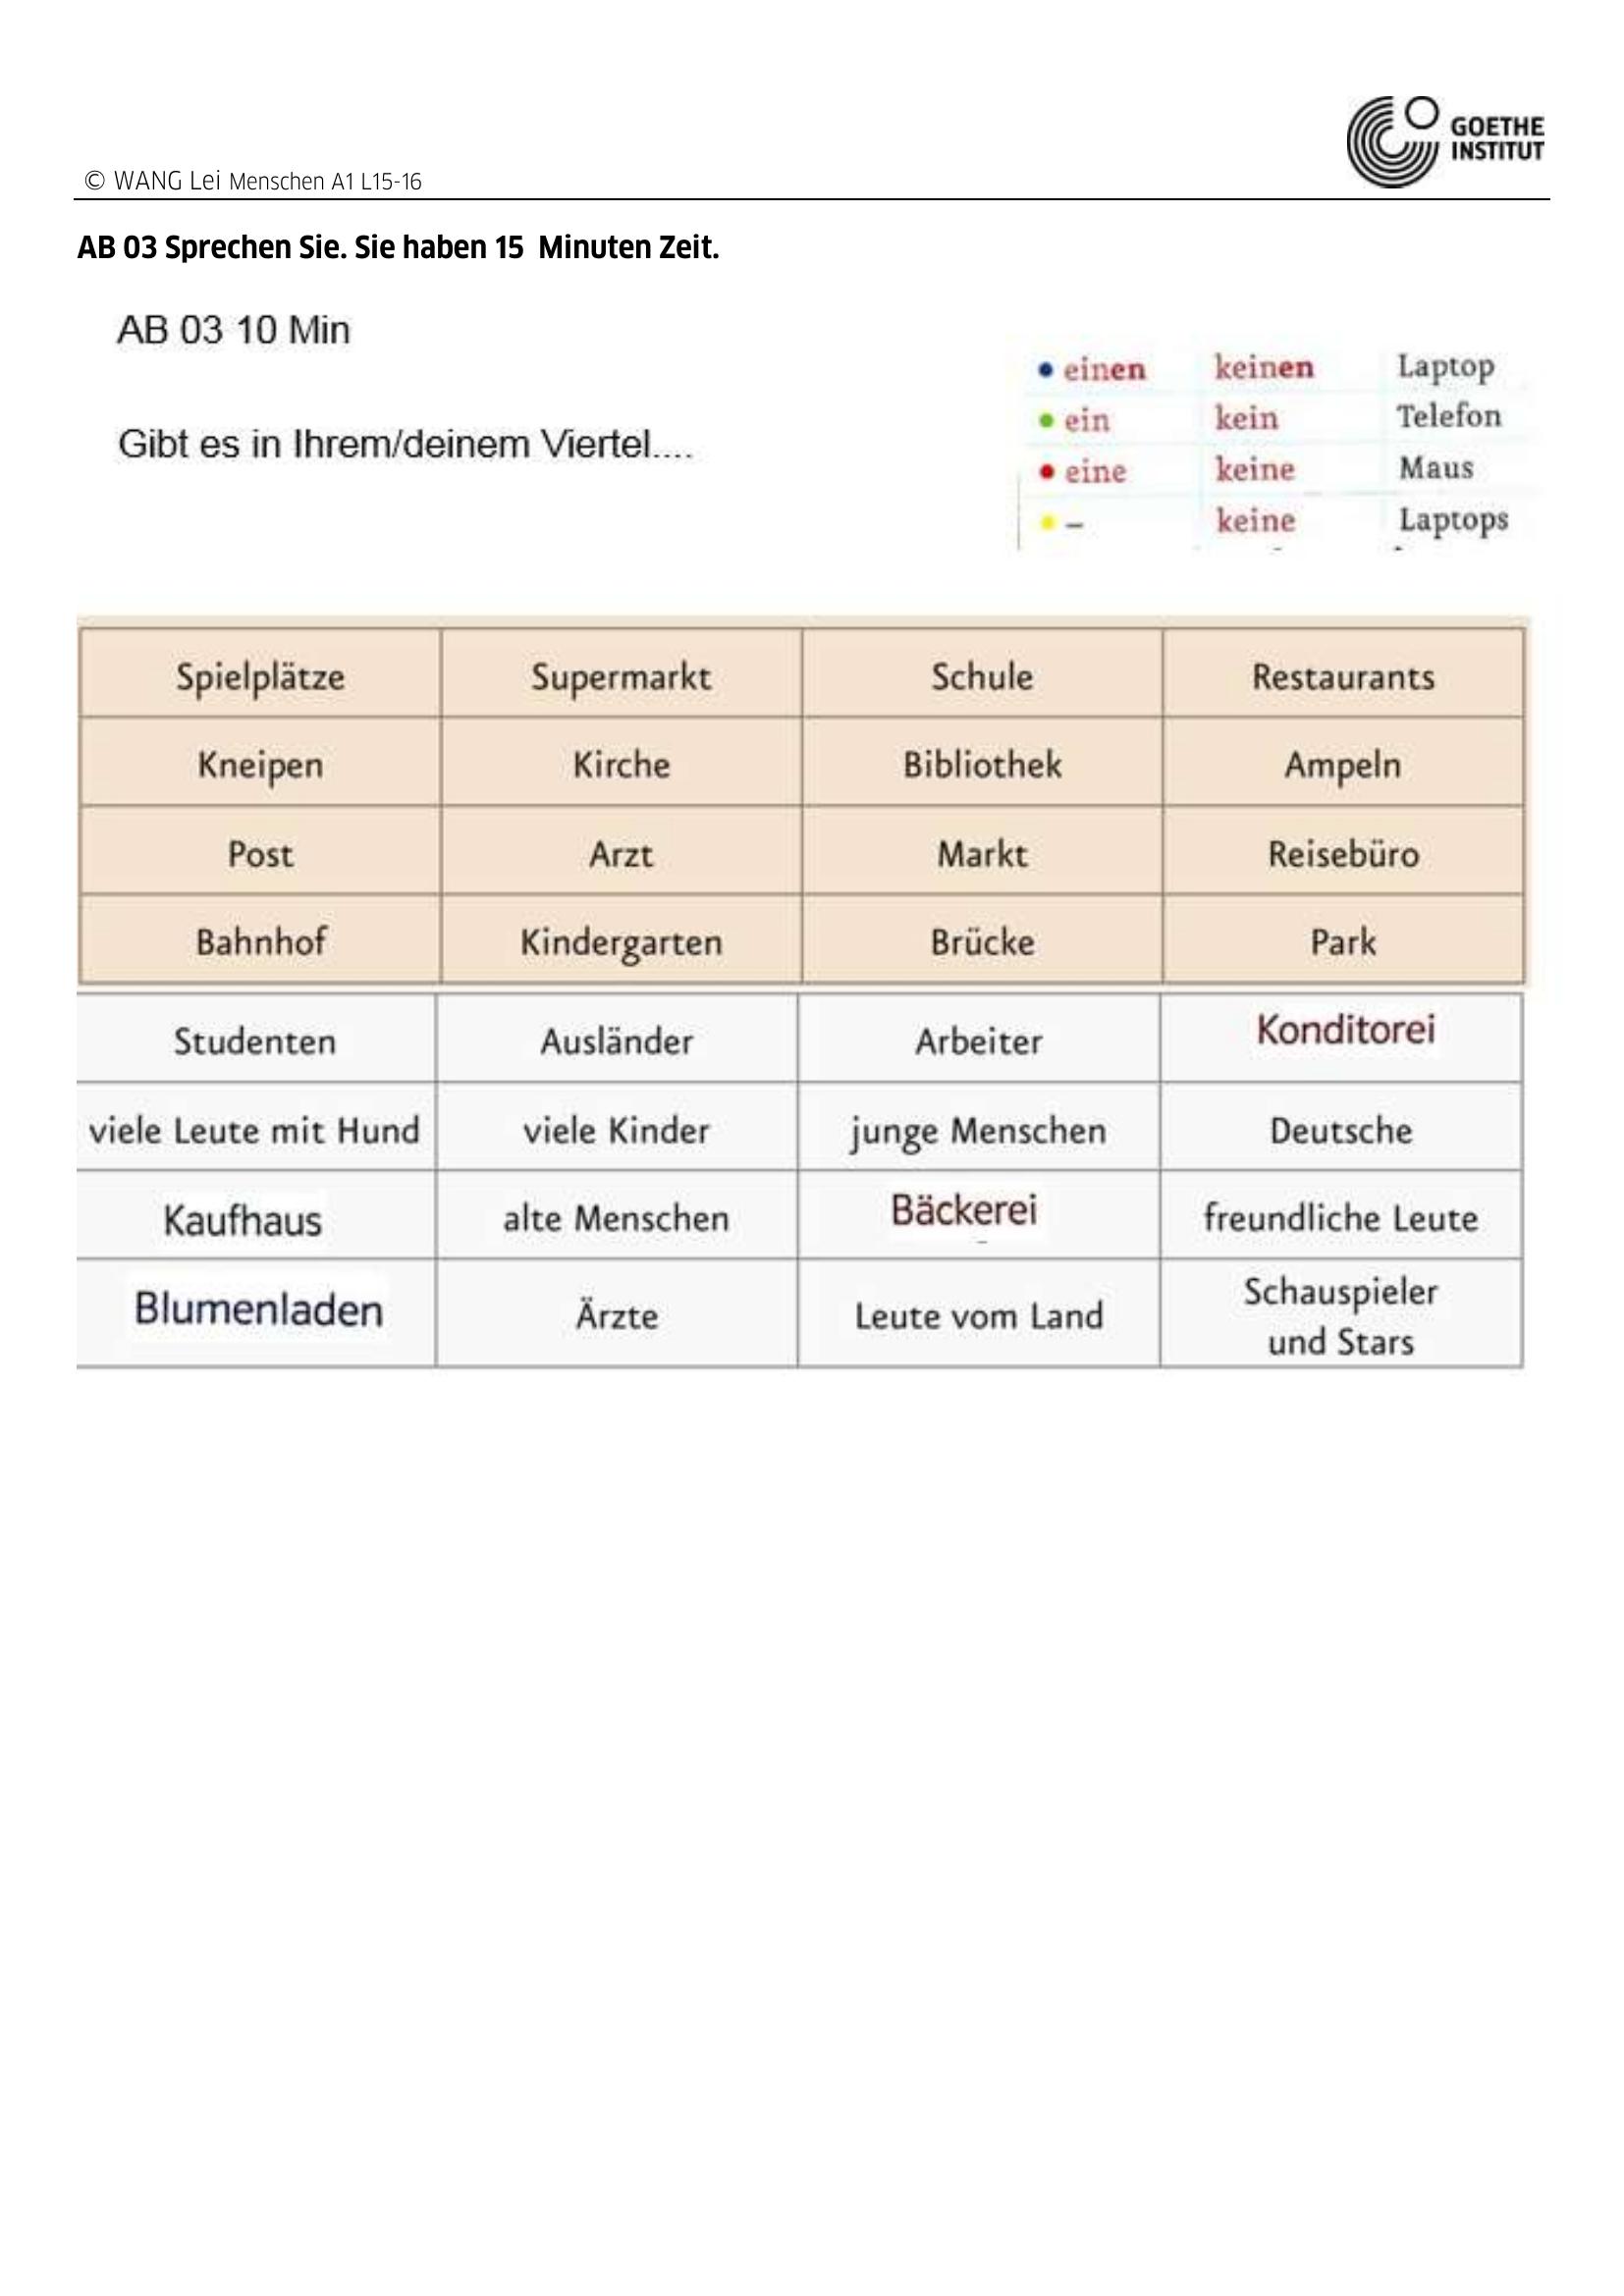 GOETHE
INSTITUT
© WANG Lei Menschen A1 L15-16
AB 03 Sprechen Sie. Sie haben 15  Minuten Zeit.
AB 03 10 Min
Gibt es in Ihrem/deinem Viertel....
einen keinen Laptop
ein kein Telefon
eine keine Maus
– keine Laptops
Spielplätze Supermarkt Schule Restaurants
Kneipen Kirche Bibliothek Ampeln
Post Arzt Markt Reisebüro
Bahnhof Kindergarten Brücke Park
Studenten Ausländer Arbeiter Konditorei
viele Leute mit Hund viele Kinder junge Menschen Deutsche
Kaufhaus alte Menschen Bäckerei freundliche Leute
Blumenladen Ärzte Leute vom Land Schauspieler
und Stars